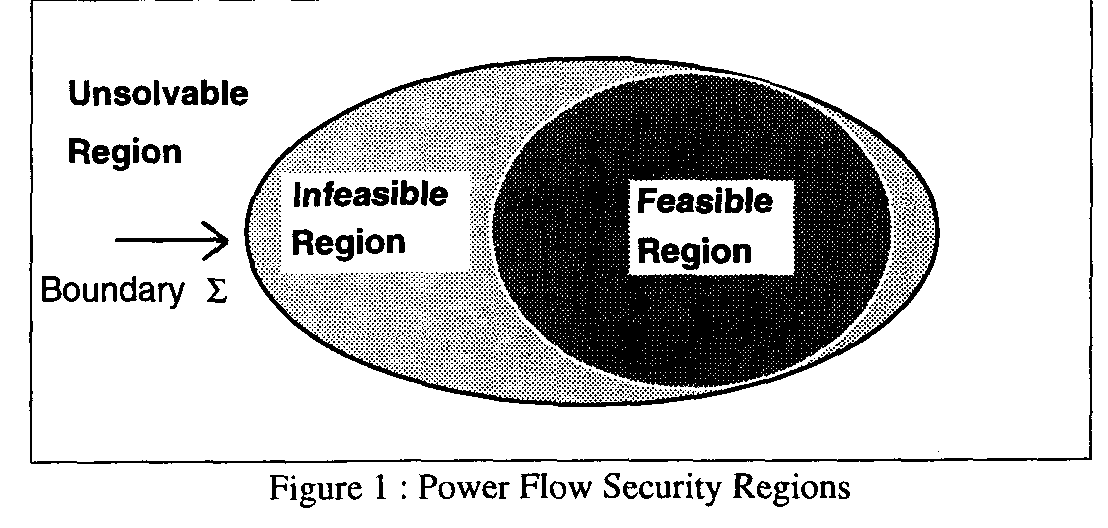 Unsolvable
Region
Infeasible
Region
Feasible
Region
Boundary Σ
Figure 1 : Power Flow Security Regions